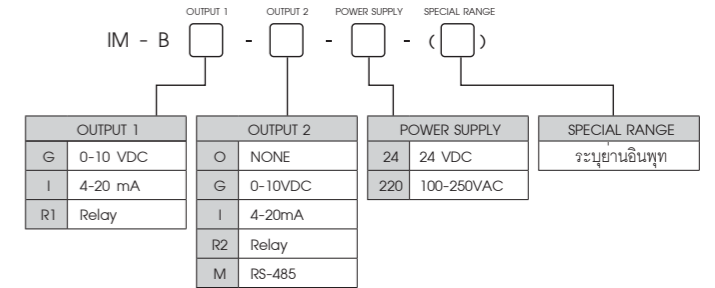 OUTPUT 1 OUTPUT 2 POWER SUPPLY SPECIAL RANGE
IM - B - - - ( )
OUTPUT 1
G 0-10 VDC
I 4-20 mA
R1 Relay
OUTPUT 2
O NONE
G 0-10VDC
I 4-20mA
R2 Relay
M RS-485
POWER SUPPLY
24 24 VDC
220 100-250VAC
SPECIAL RANGE
ระบุย่านอินพุท